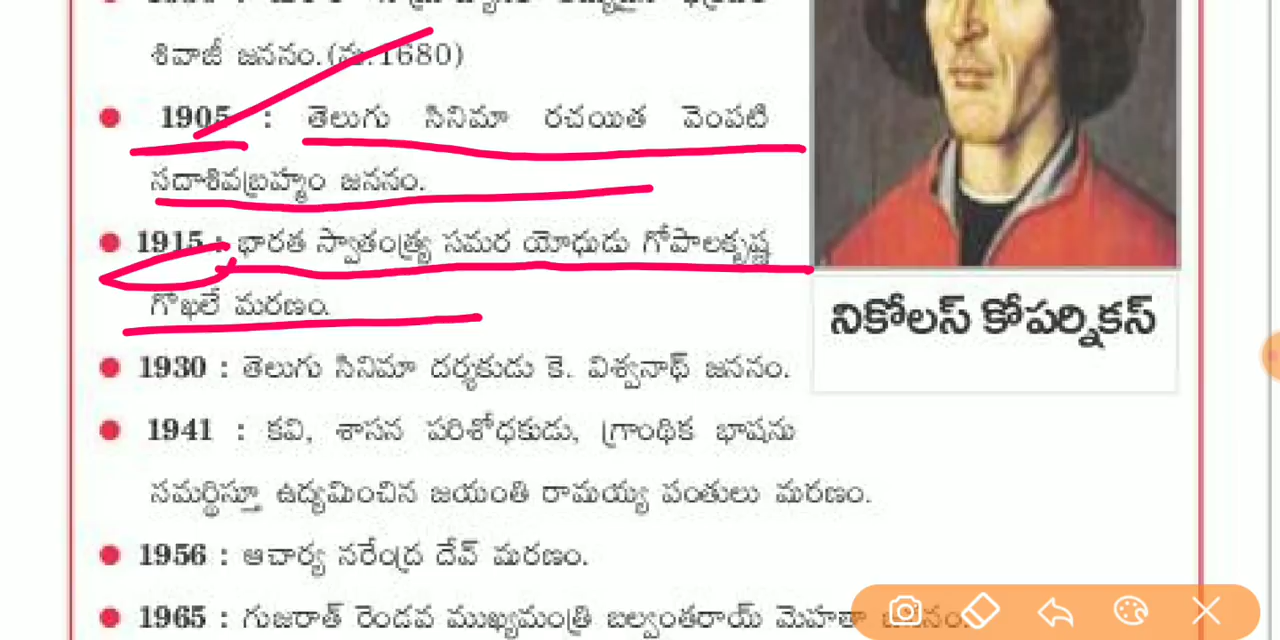 శివాజీ జననం.(మ.1680)
1905 : తెలుగు సినిమా రచయిత వెంపటి
సదాశివబ్రహ్మం జననం.
1915 : భారత స్వాతంత్ర్య సమర యోధుడు గోపాలకృష్ణ
గోఖలే మరణం.
నికోలస్ కోపర్నికస్
1930 : తెలుగు సినిమా దర్శకుడు కె. విశ్వనాథ్ జననం.
1941 : కవి, శాసన పరిశోధకుడు, గ్రాంథిక భాషను
సమర్థిస్తూ ఉద్యమించిన జయంతి రామయ్య పంతులు మరణం.
1956 : ఆచార్య నరేంద్ర దేవ్ మరణం.
1965 : గుజరాత్ రెండవ ముఖ్యమంత్రి బల్వంతరాయ్ మెహతా